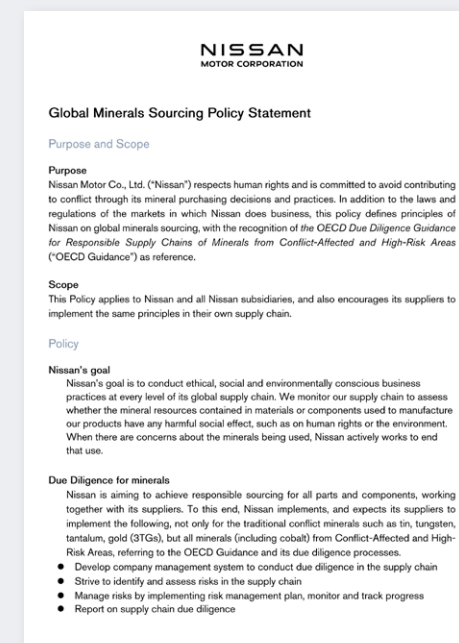 NISSAN
MOTOR CORPORATION
Global Minerals Sourcing Policy Statement
Purpose and Scope
Purpose
Nissan Motor Co., Ltd. (“Nissan”) respects human rights and is committed to avoid contributing
to conflict through its mineral purchasing decisions and practices. In addition to the laws and
regulations of the markets in which Nissan does business, this policy defines principles of
Nissan on global minerals sourcing, with the recognition of the OECD Due Diligence Guidance
for Responsible Supply Chains of Minerals from Conflict-Affected and High-Risk Areas
(“OECD Guidance”) as reference.
Scope
This Policy applies to Nissan and all Nissan subsidiaries, and also encourages its suppliers to
implement the same principles in their own supply chain.
Policy
Nissan's goal
Nissan's goal is to conduct ethical, social and environmentally conscious business
practices at every level of its global supply chain. We monitor our supply chain to assess
whether the mineral resources contained in materials or components used to manufacture
our products have any harmful social effect, such as on human rights or the environment.
When there are concerns about the minerals being used, Nissan actively works to end
that use.
Due Diligence for minerals
Nissan is aiming to achieve responsible sourcing for all parts and components, working
together with its suppliers. To this end, Nissan implements, and expects its suppliers to
implement the following, not only for the traditional conflict minerals such as tin, tungsten,
tantalum, gold (3TGs), but all minerals (including cobalt) from Conflict-Affected and High-
Risk Areas, referring to the OECD Guidance and its due diligence processes.
● Develop company management system to conduct due diligence in the supply chain
● Strive to identify and assess risks in the supply chain
● Manage risks by implementing risk management plan, monitor and track progress
● Report on supply chain due diligence